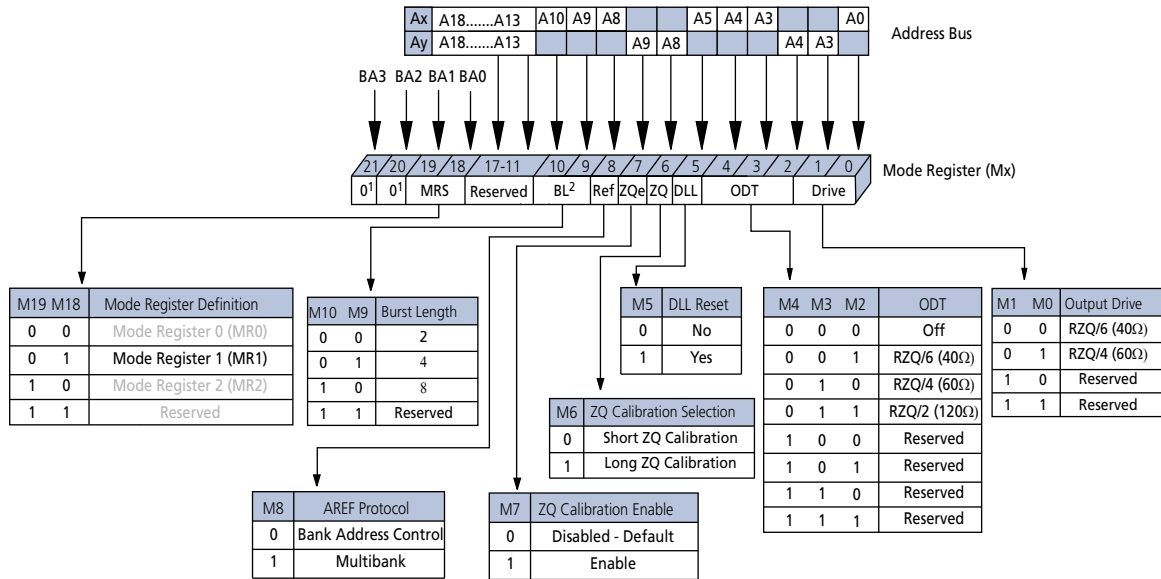 Ax A18.......A13 A10 A9 A8 A5 A4 A3 A0
Ay A18.......A13 A9 A8 A4 A3
Address Bus
BA3 BA2 BA1 BA0
21 20 19 18 17-11 10 9 8 7 6 5 4 3 2 1 0
Mode Register (Mx)
0¹ 0¹ MRS Reserved BL² Ref ZQe ZQ DLL ODT Drive
M19 M18 Mode Register Definition
0 0 Mode Register 0 (MR0)
0 1 Mode Register 1 (MR1)
1 0 Mode Register 2 (MR2)
1 1 Reserved
M10 M9 Burst Length
0 0 2
0 1 4
1 0 8
1 1 Reserved
M5 DLL Reset
0 No
1 Yes
M4 M3 M2 ODT
0 0 0 Off
0 0 1 RZQ/6 (40Ω)
0 1 0 RZQ/4 (60Ω)
0 1 1 RZQ/2 (120Ω)
1 0 0 Reserved
1 0 1 Reserved
1 1 0 Reserved
1 1 1 Reserved
M1 M0 Output Drive
0 0 RZQ/6 (40Ω)
0 1 RZQ/4 (60Ω)
1 0 Reserved
1 1 Reserved
M6 ZQ Calibration Selection
0 Short ZQ Calibration
1 Long ZQ Calibration
M8 AREF Protocol
0 Bank Address Control
1 Multibank
M7 ZQ Calibration Enable
0 Disabled - Default
1 Enable